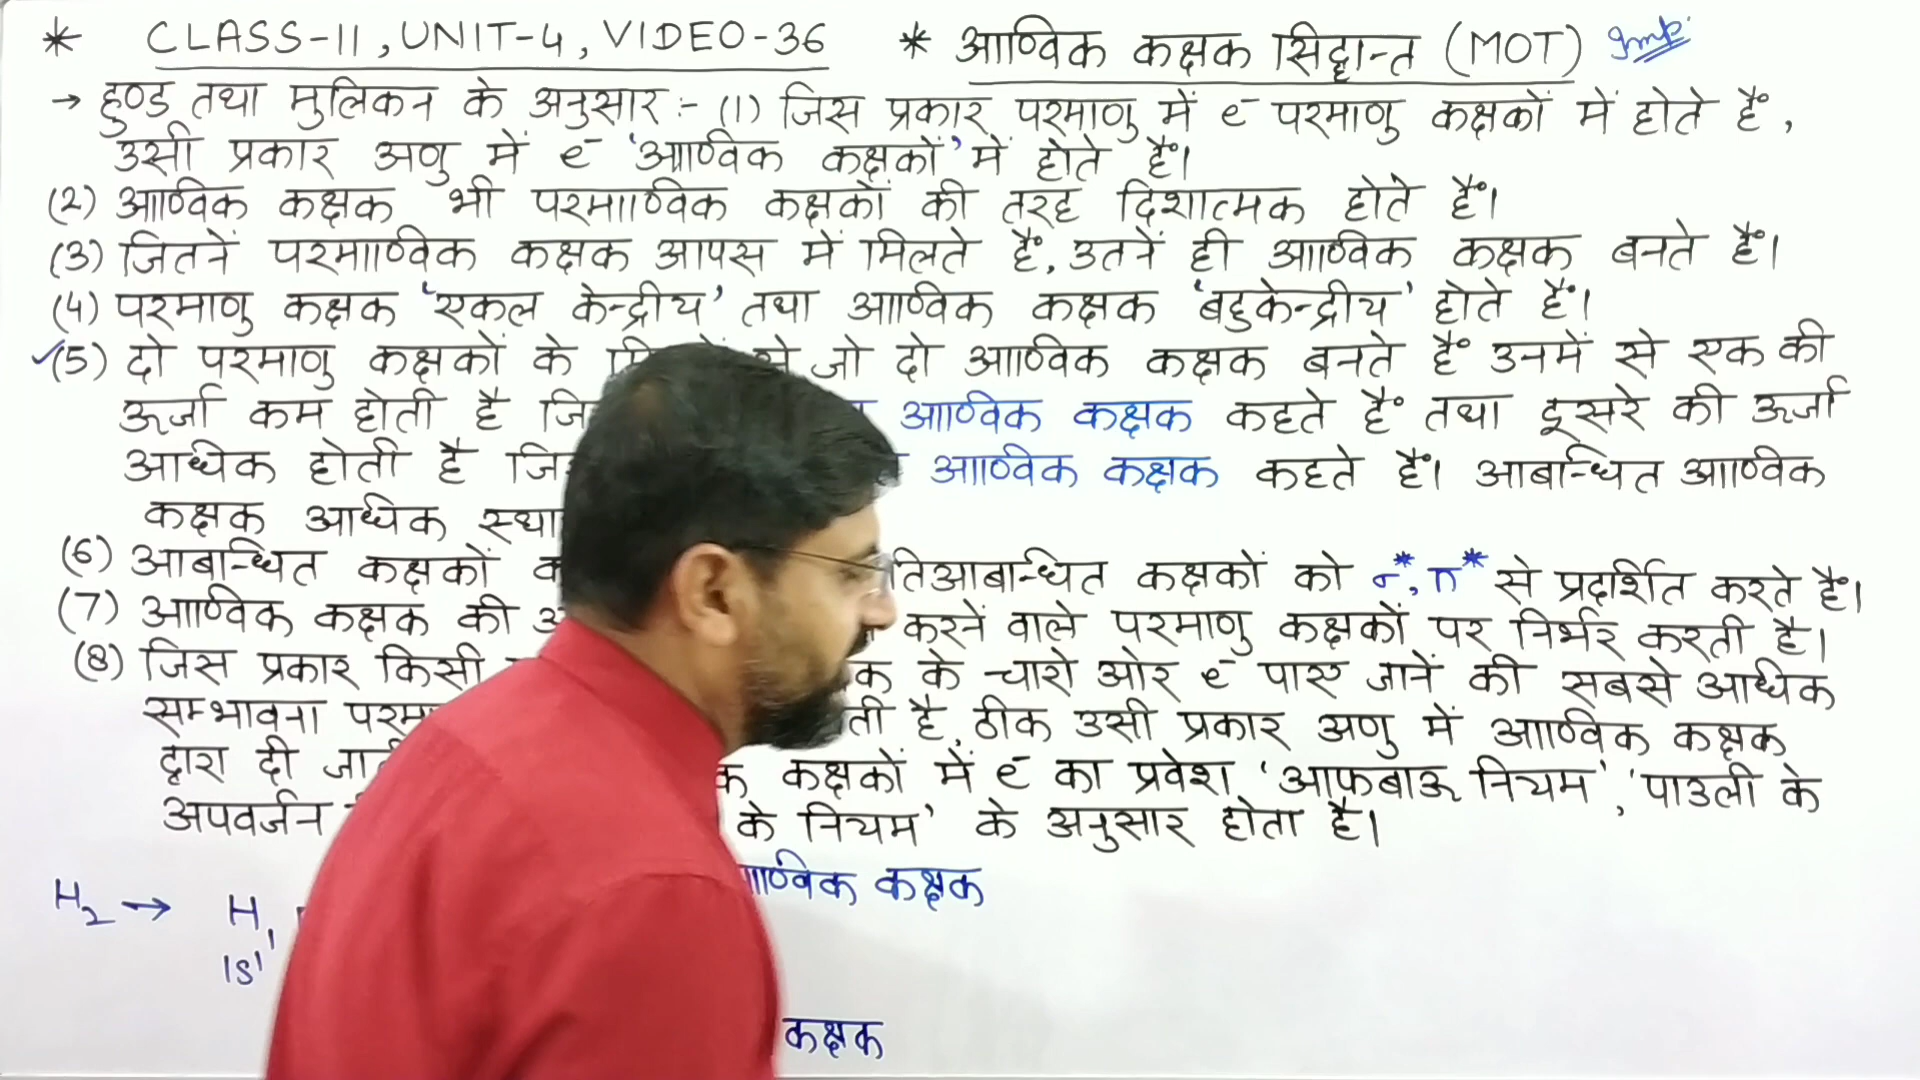 * CLASS-11, UNIT-4, VIDEO-36 * आण्विक कक्षक सिद्धान्त (MOT) Imp.
→ हुण्ड तथा मुलिकन के अनुसार :- (1) जिस प्रकार परमाणु में e⁻ परमाणु कक्षकों में होते हैं,
उसी प्रकार अणु में e⁻ 'आण्विक कक्षकों' में होते हैं।
(2) आण्विक कक्षक भी परमाण्विक कक्षकों की तरह दिशात्मक होते हैं।
(3) जितनें परमाण्विक कक्षक आपस में मिलते हैं, उतनें ही आण्विक कक्षक बनते हैं।
(4) परमाणु कक्षक 'एकल केन्द्रीय' तथा आण्विक कक्षक 'बहुकेन्द्रीय' होते हैं।
✓(5) दो परमाणु कक्षकों के से जो दो आण्विक कक्षक बनते हैं उनमें से एक की
ऊर्जा कम होती है आण्विक कक्षक कहते हैं तथा दूसरे की ऊर्जा
अधिक होती है आण्विक कक्षक कहते हैं। आबन्धित आण्विक
कक्षक अधिक स्था
(6) आबन्धित कक्षकों तिआबन्धित कक्षकों को σ*, π* से प्रदर्शित करते हैं।
(7) आण्विक कक्षक की करनें वाले परमाणु कक्षकों पर निर्भर करती है।
(8) जिस प्रकार किसी क के चारो ओर e⁻ पाए जानें की सबसे अधिक
सम्भावना परमा ती है, ठीक उसी प्रकार अणु में आण्विक कक्षक
द्वारा दी जा क कक्षकों में e⁻ का प्रवेश 'आफबाऊ नियम', 'पाउली के
अपवर्जन के नियम' के अनुसार होता है।
ाण्विक कक्षक
H₂ → H₁
1s¹
कक्षक